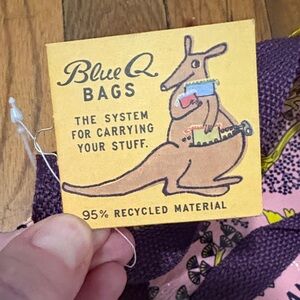 Blue Q
BAGS
THE SYSTEM
FOR CARRYING
YOUR STUFF.
95% RECYCLED MATERIAL